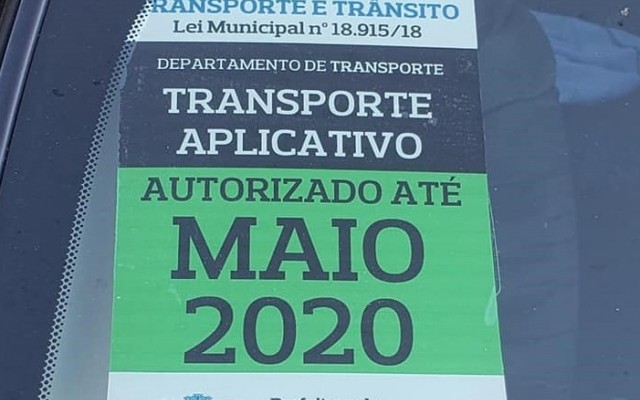 TRANSPORTE E TRÂNSITO
Lei Municipal nº 18.915/18
DEPARTAMENTO DE TRANSPORTE
TRANSPORTE
APLICATIVO
AUTORIZADO ATÉ
MAIO
2020